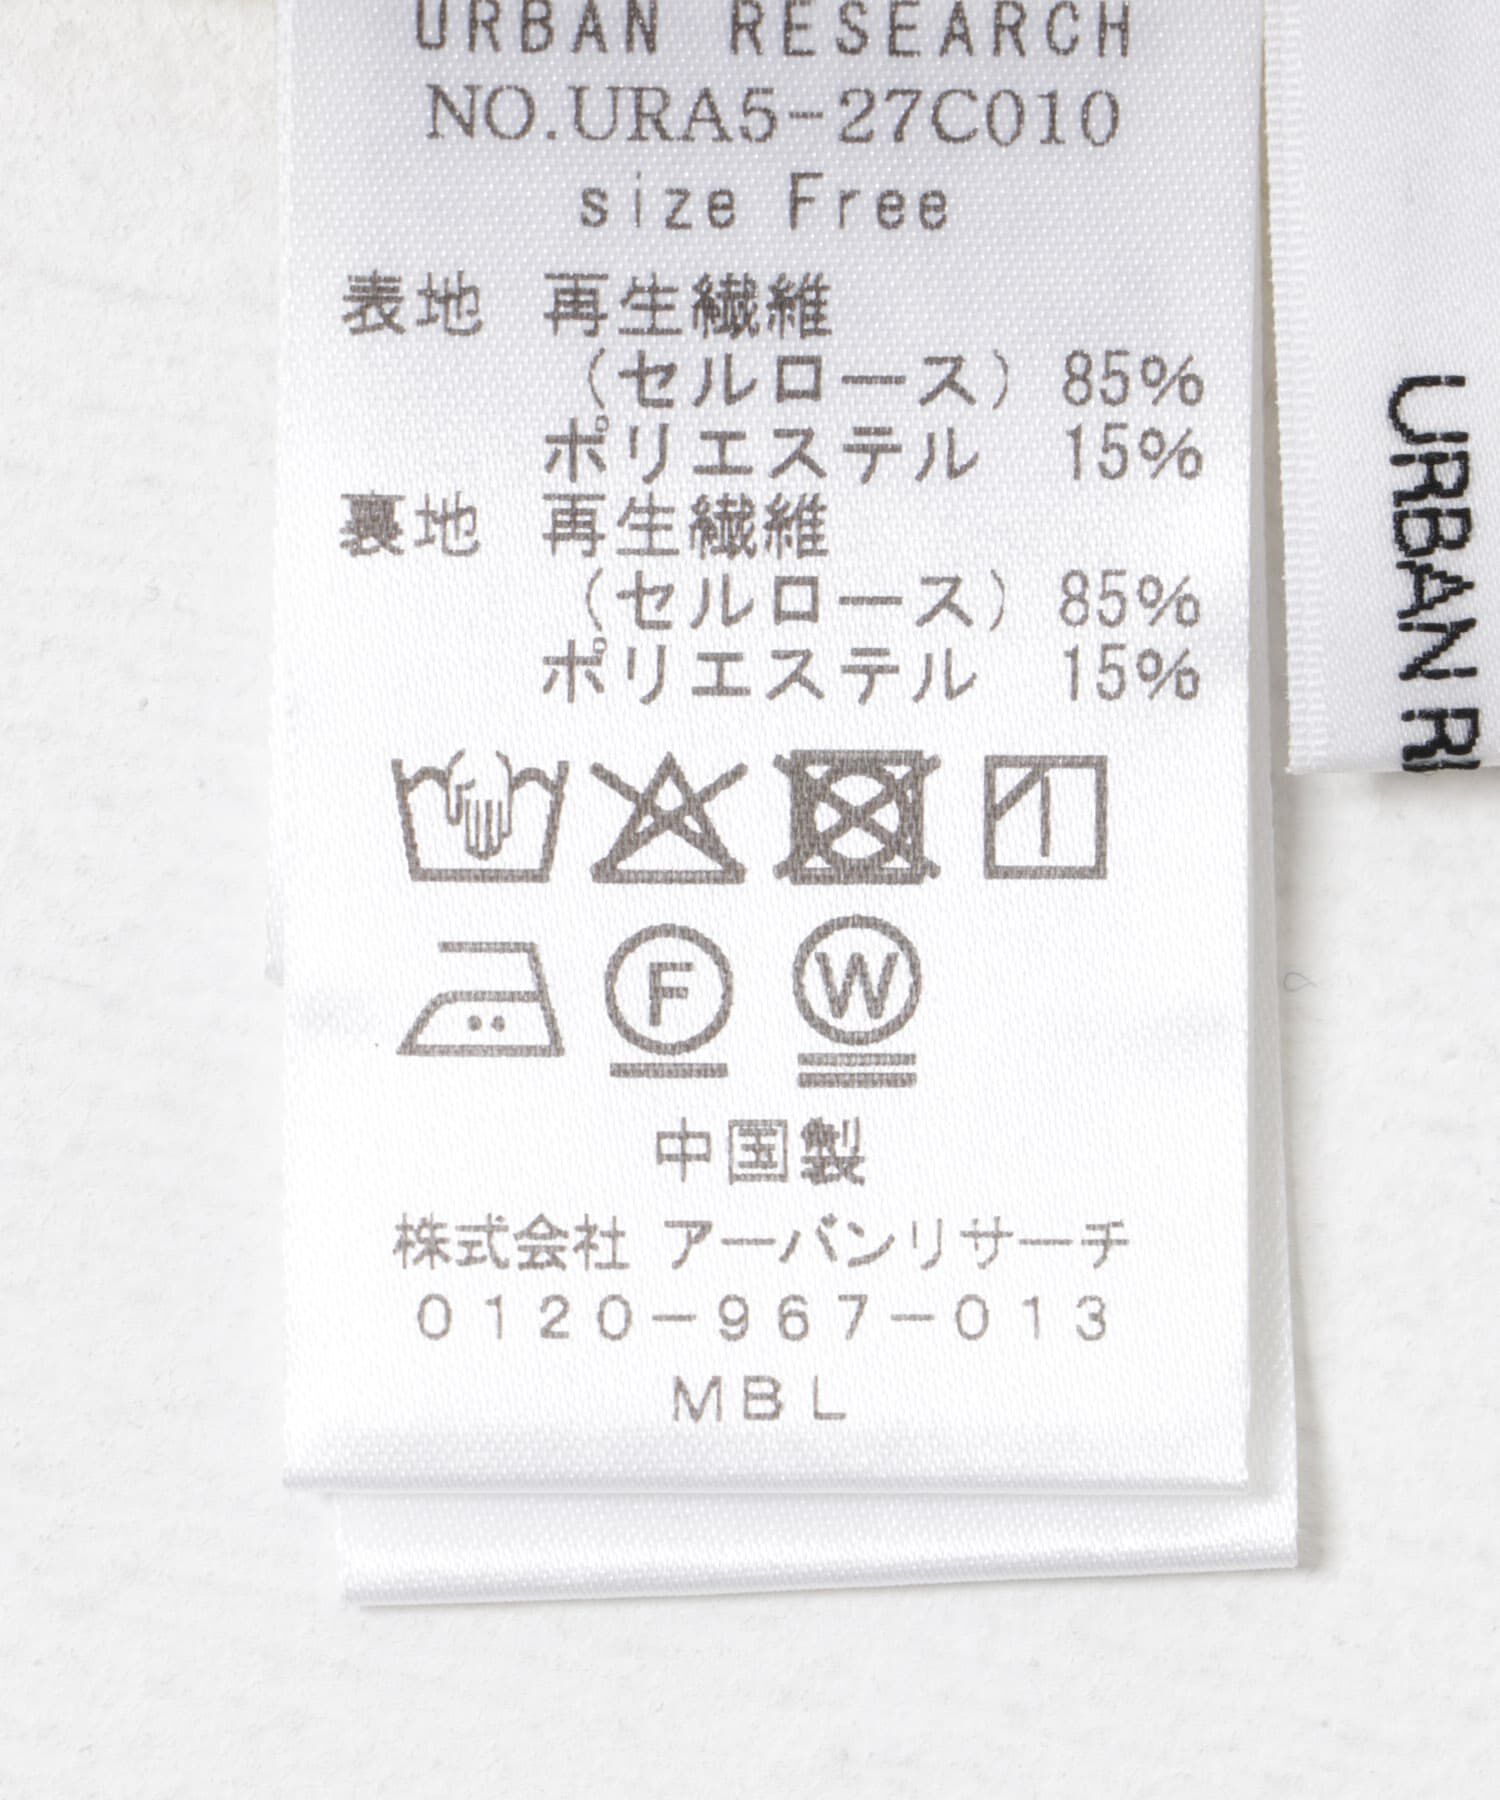 URBAN RESEARCH
NO.URA5-27C010
size Free
表地 再生繊維
(セルロース) 85%
ポリエステル 15%
裏地 再生繊維
(セルロース) 85%
ポリエステル 15%
F
W
中国製
株式会社 アーバンリサーチ
0120-967-013
MBL
URBAN